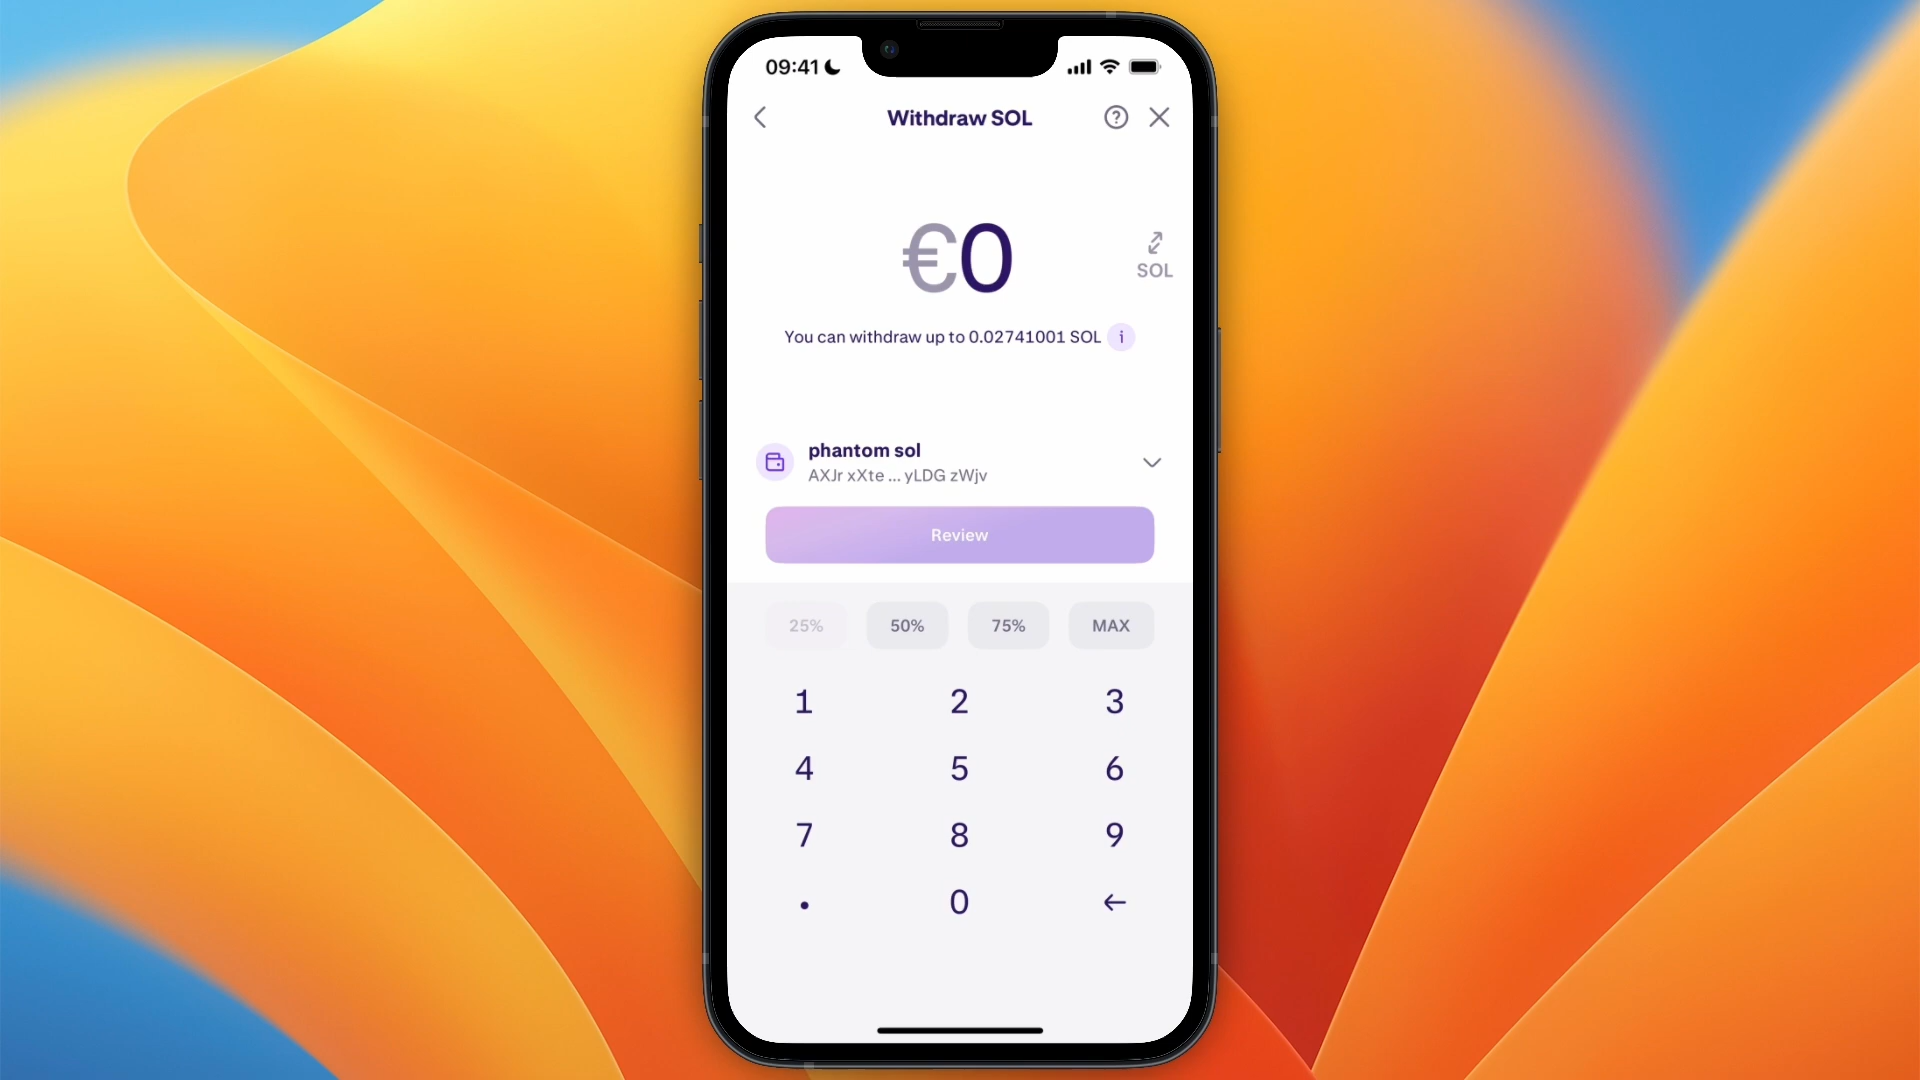 09:41
Withdraw SOL
€0
SOL
You can withdraw up to 0.02741001 SOL
phantom sol
AXJr xXte ... yLDG zWjv
Review
25% 50% 75% MAX
1 2 3
4 5 6
7 8 9
. 0